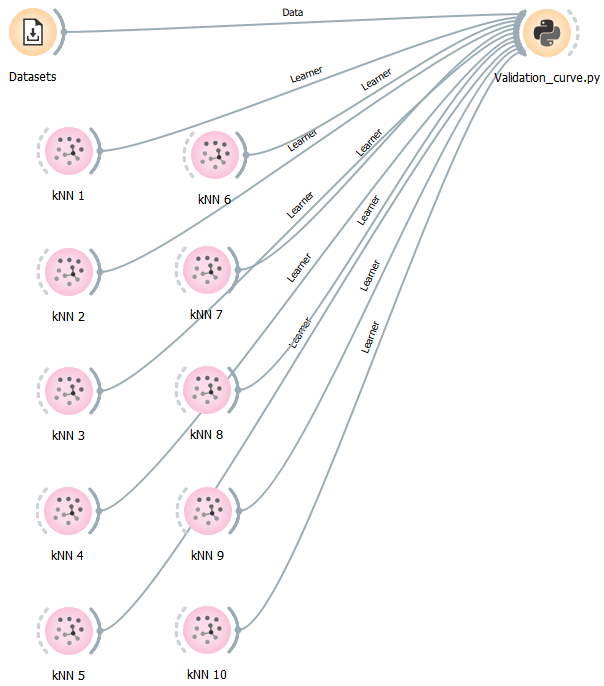 Data
Datasets
Validation_curve.py
Learner
Learner
Learner
Learner
Learner
Learner
Learner
Learner
Learner
Learner
kNN 1
kNN 6
kNN 2
kNN 7
kNN 3
kNN 8
kNN 4
kNN 9
kNN 5
kNN 10